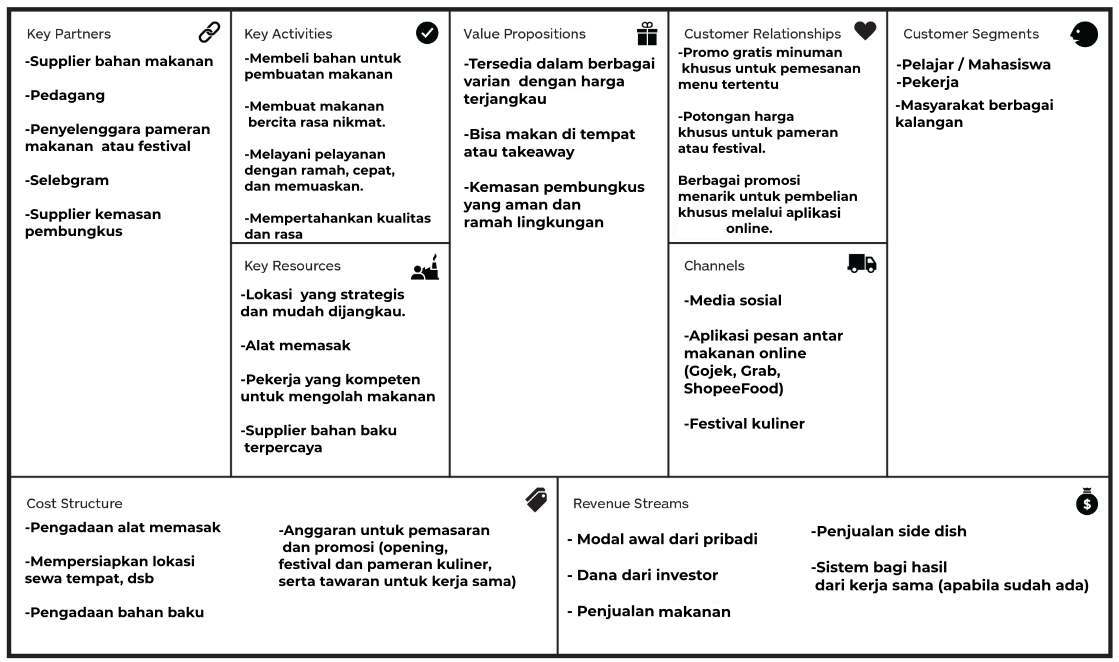 Key Partners
-Supplier bahan makanan
-Pedagang
-Penyelenggara pameran
makanan atau festival
-Selebgram
-Supplier kemasan
pembungkus
Key Activities
-Membeli bahan untuk
pembuatan makanan
-Membuat makanan
bercita rasa nikmat.
-Melayani pelayanan
dengan ramah, cepat,
dan memuaskan.
-Mempertahankan kualitas
dan rasa
Key Resources
-Lokasi yang strategis
dan mudah dijangkau.
-Alat memasak
-Pekerja yang kompeten
untuk mengolah makanan
-Supplier bahan baku
terpercaya
Value Propositions
-Tersedia dalam berbagai
varian dengan harga
terjangkau
-Bisa makan di tempat
atau takeaway
-Kemasan pembungkus
yang aman dan
ramah lingkungan
Customer Relationships
-Promo gratis minuman
khusus untuk pemesanan
menu tertentu
-Potongan harga
khusus untuk pameran
atau festival.
Berbagai promosi
menarik untuk pembelian
khusus melalui aplikasi
online.
Channels
-Media sosial
-Aplikasi pesan antar
makanan online
(Gojek, Grab,
ShopeeFood)
-Festival kuliner
Customer Segments
-Pelajar / Mahasiswa
-Pekerja
-Masyarakat berbagai
kalangan
Cost Structure
-Pengadaan alat memasak
-Mempersiapkan lokasi
sewa tempat, dsb
-Pengadaan bahan baku
-Anggaran untuk pemasaran
dan promosi (opening,
festival dan pameran kuliner,
serta tawaran untuk kerja sama)
Revenue Streams
- Modal awal dari pribadi
- Dana dari investor
- Penjualan makanan
-Penjualan side dish
-Sistem bagi hasil
dari kerja sama (apabila sudah ada)
$